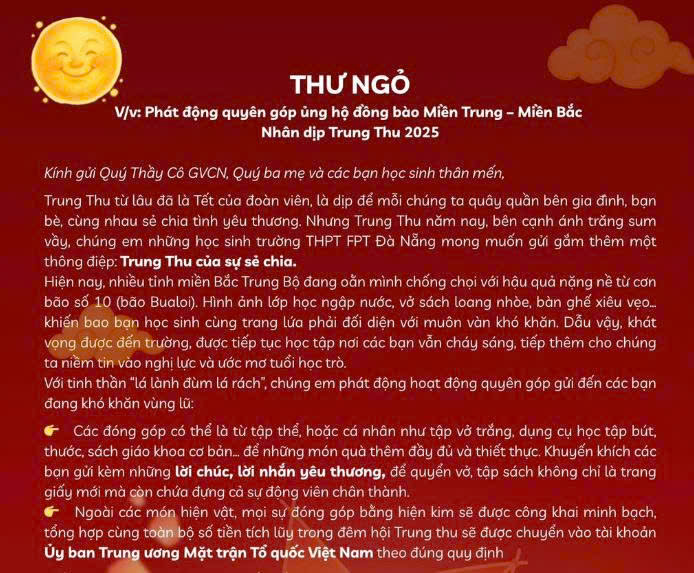 THƯ NGỎ
V/v: Phát động quyên góp ủng hộ đồng bào Miền Trung – Miền Bắc
Nhân dịp Trung Thu 2025
Kính gửi Quý Thầy Cô GVCN, Quý ba mẹ và các bạn học sinh thân mến,
Trung Thu từ lâu đã là Tết của đoàn viên, là dịp để mỗi chúng ta quây quần bên gia đình, bạn
bè, cùng nhau sẻ chia tình yêu thương. Nhưng Trung Thu năm nay, bên cạnh ánh trăng sum
vầy, chúng em những học sinh trường THPT FPT Đà Nẵng mong muốn gửi gắm thêm một
thông điệp: Trung Thu của sự sẻ chia.
Hiện nay, nhiều tỉnh miền Bắc Trung Bộ đang oằn mình chống chọi với hậu quả nặng nề từ cơn
bão số 10 (bão Bualoi). Hình ảnh lớp học ngập nước, vở sách loang nhòe, bàn ghế xiêu vẹo...
khiến bao bạn học sinh cùng trang lứa phải đối diện với muôn vàn khó khăn. Dẫu vậy, khát
vọng được đến trường, được tiếp tục học tập nơi các bạn vẫn cháy sáng, tiếp thêm cho chúng
ta niềm tin vào nghị lực và ước mơ tuổi học trò.
Với tinh thần “lá lành đùm lá rách”, chúng em phát động hoạt động quyên góp gửi đến các bạn
đang khó khăn vùng lũ:
👉 Các đóng góp có thể là từ tập thể, hoặc cá nhân như tập vở trắng, dụng cụ học tập bút,
thước, sách giáo khoa cơ bản... để những món quà thêm đầy đủ và thiết thực. Khuyến khích các
bạn gửi kèm những lời chúc, lời nhắn yêu thương, để quyển vở, tập sách không chỉ là trang
giấy mới mà còn chứa đựng cả sự động viên chân thành.
👉 Ngoài các món hiện vật, mọi sự đóng góp bằng hiện kim sẽ được công khai minh bạch,
tổng hợp cùng toàn bộ số tiền tích lũy trong đêm hội Trung thu sẽ được chuyển vào tài khoản
Ủy ban Trung ương Mặt trận Tổ quốc Việt Nam theo đúng quy định